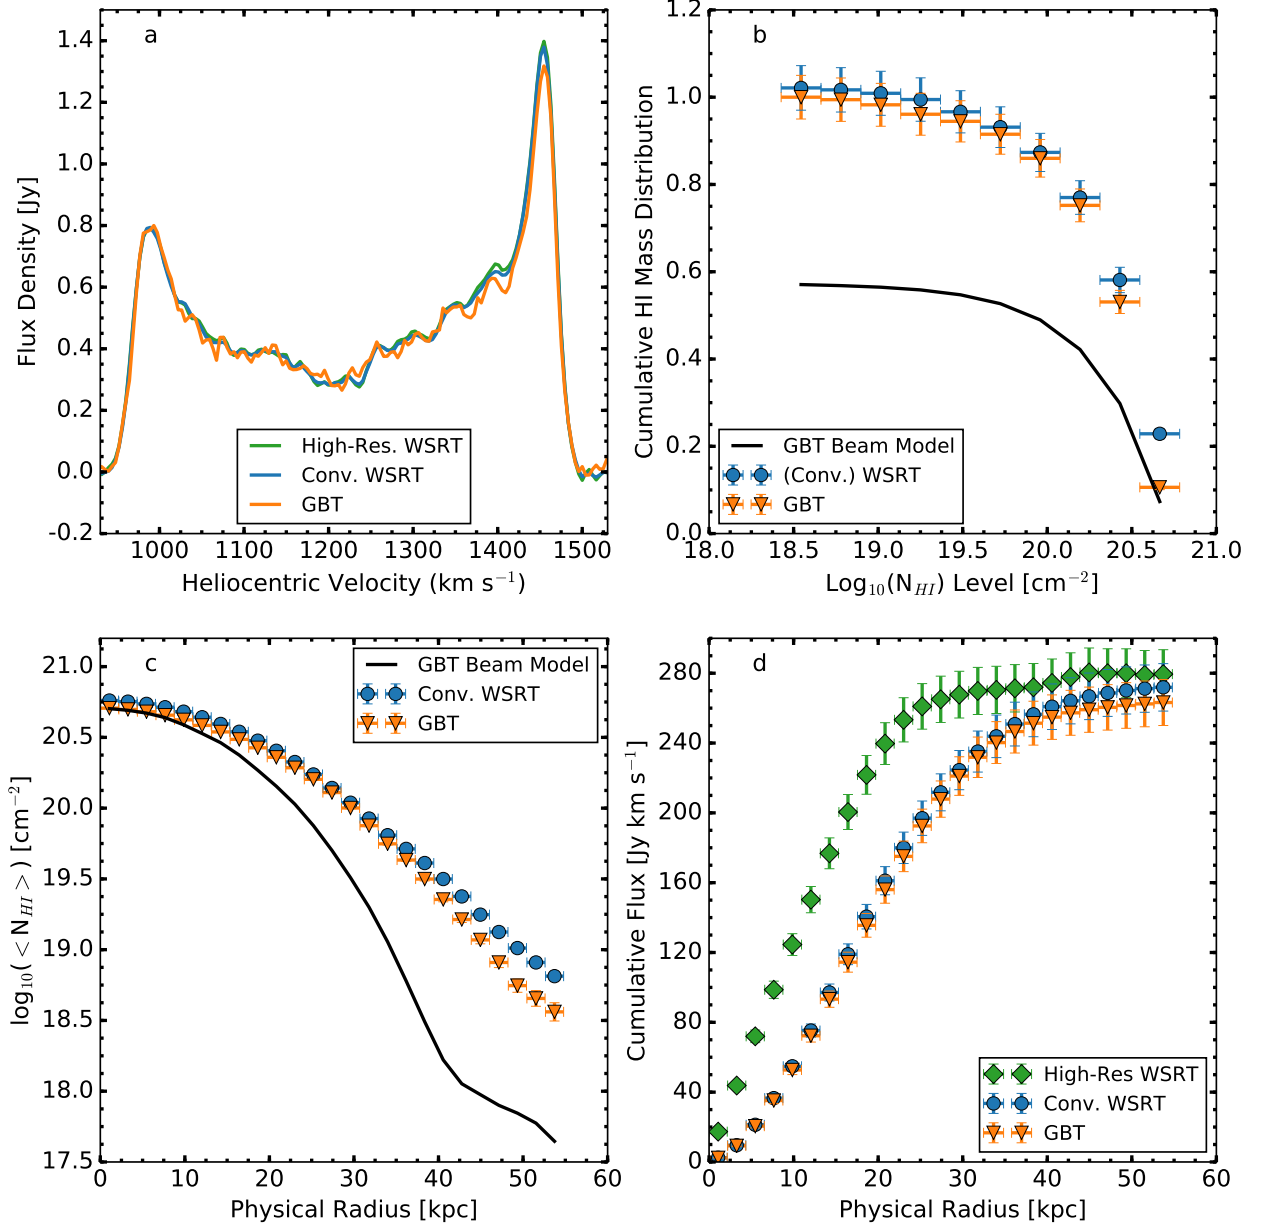 a
1.4
1.2
1.0
0.8
0.6
0.4
0.2
0.0
-0.2
Flux Density [Jy]
High-Res. WSRT
Conv. WSRT
GBT
1000 1100 1200 1300 1400 1500
Heliocentric Velocity (km s⁻¹)
b
1.2
1.0
0.8
0.6
0.4
0.2
0.0
Cumulative HI Mass Distribution
GBT Beam Model
(Conv.) WSRT
GBT
18.0 18.5 19.0 19.5 20.0 20.5 21.0
Log₁₀(N_HI) Level [cm⁻²]
c
21.0
20.5
20.0
19.5
19.0
18.5
18.0
17.5
log₁₀(< N_HI >) [cm⁻²]
GBT Beam Model
Conv. WSRT
GBT
0 10 20 30 40 50 60
Physical Radius [kpc]
d
280
240
200
160
120
80
40
0
Cumulative Flux [Jy km s⁻¹]
High-Res WSRT
Conv. WSRT
GBT
0 10 20 30 40 50 60
Physical Radius [kpc]